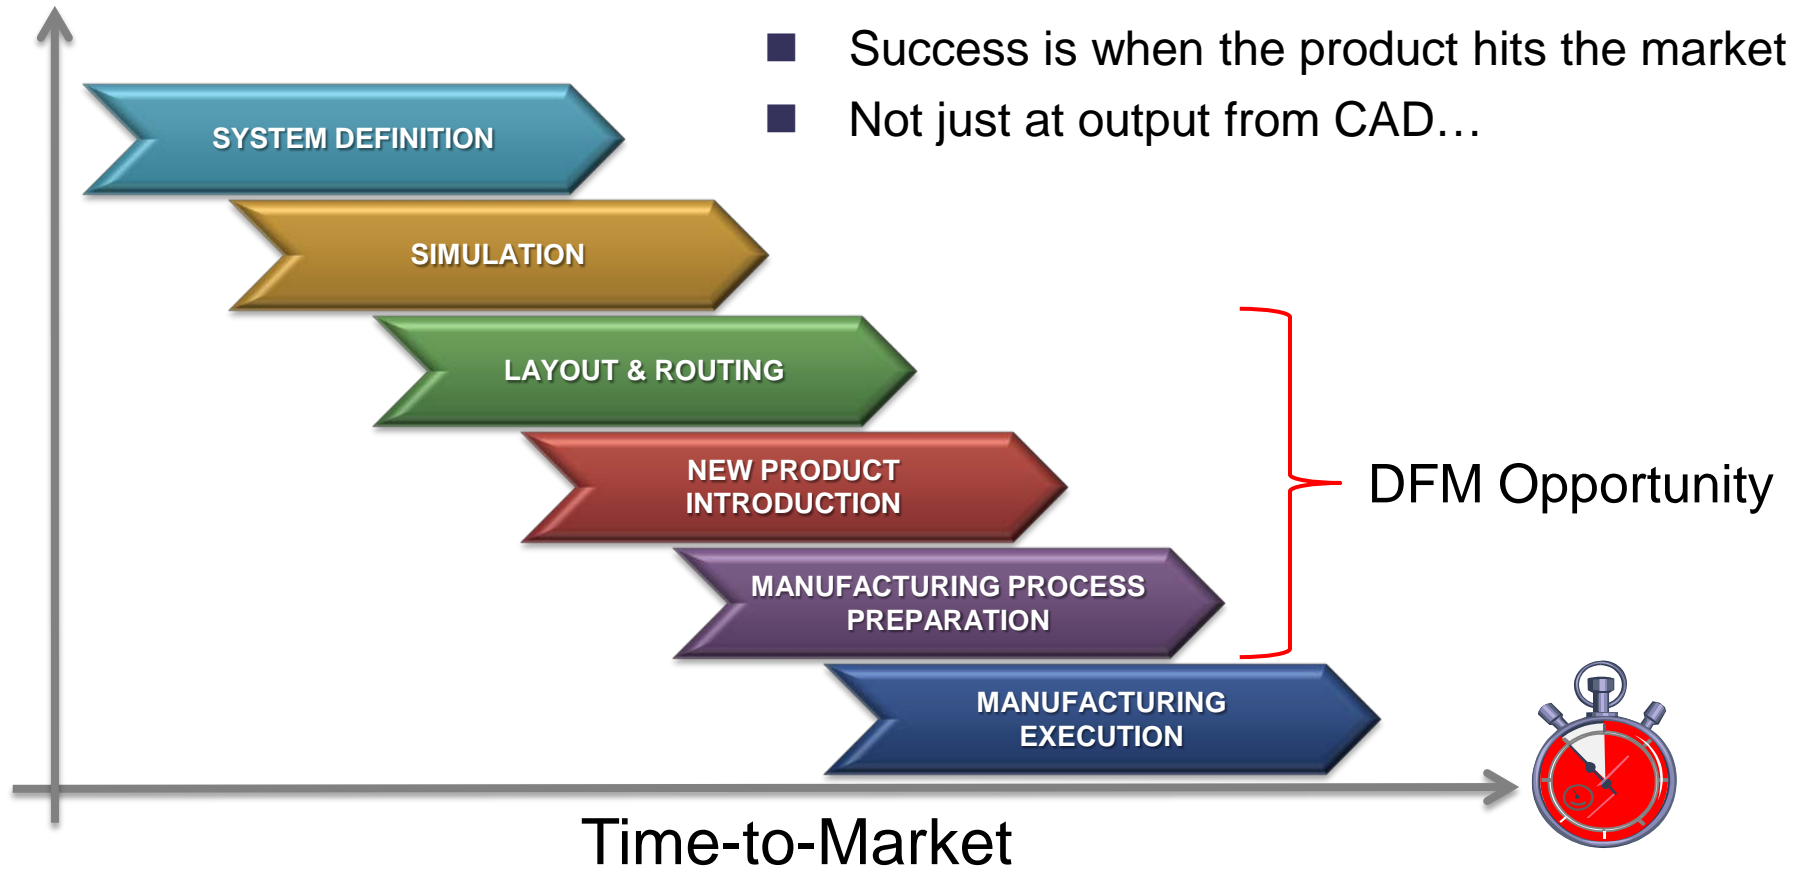 Success is when the product hits the market
Not just at output from CAD…
SYSTEM DEFINITION
SIMULATION
LAYOUT & ROUTING
NEW PRODUCT
INTRODUCTION
DFM Opportunity
MANUFACTURING PROCESS
PREPARATION
MANUFACTURING
EXECUTION
Time-to-Market